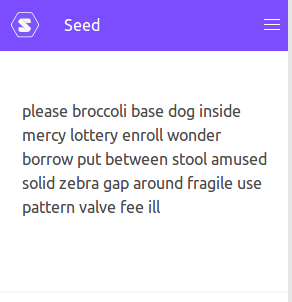 Seed
please broccoli base dog inside
mercy lottery enroll wonder
borrow put between stool amused
solid zebra gap around fragile use
pattern valve fee ill